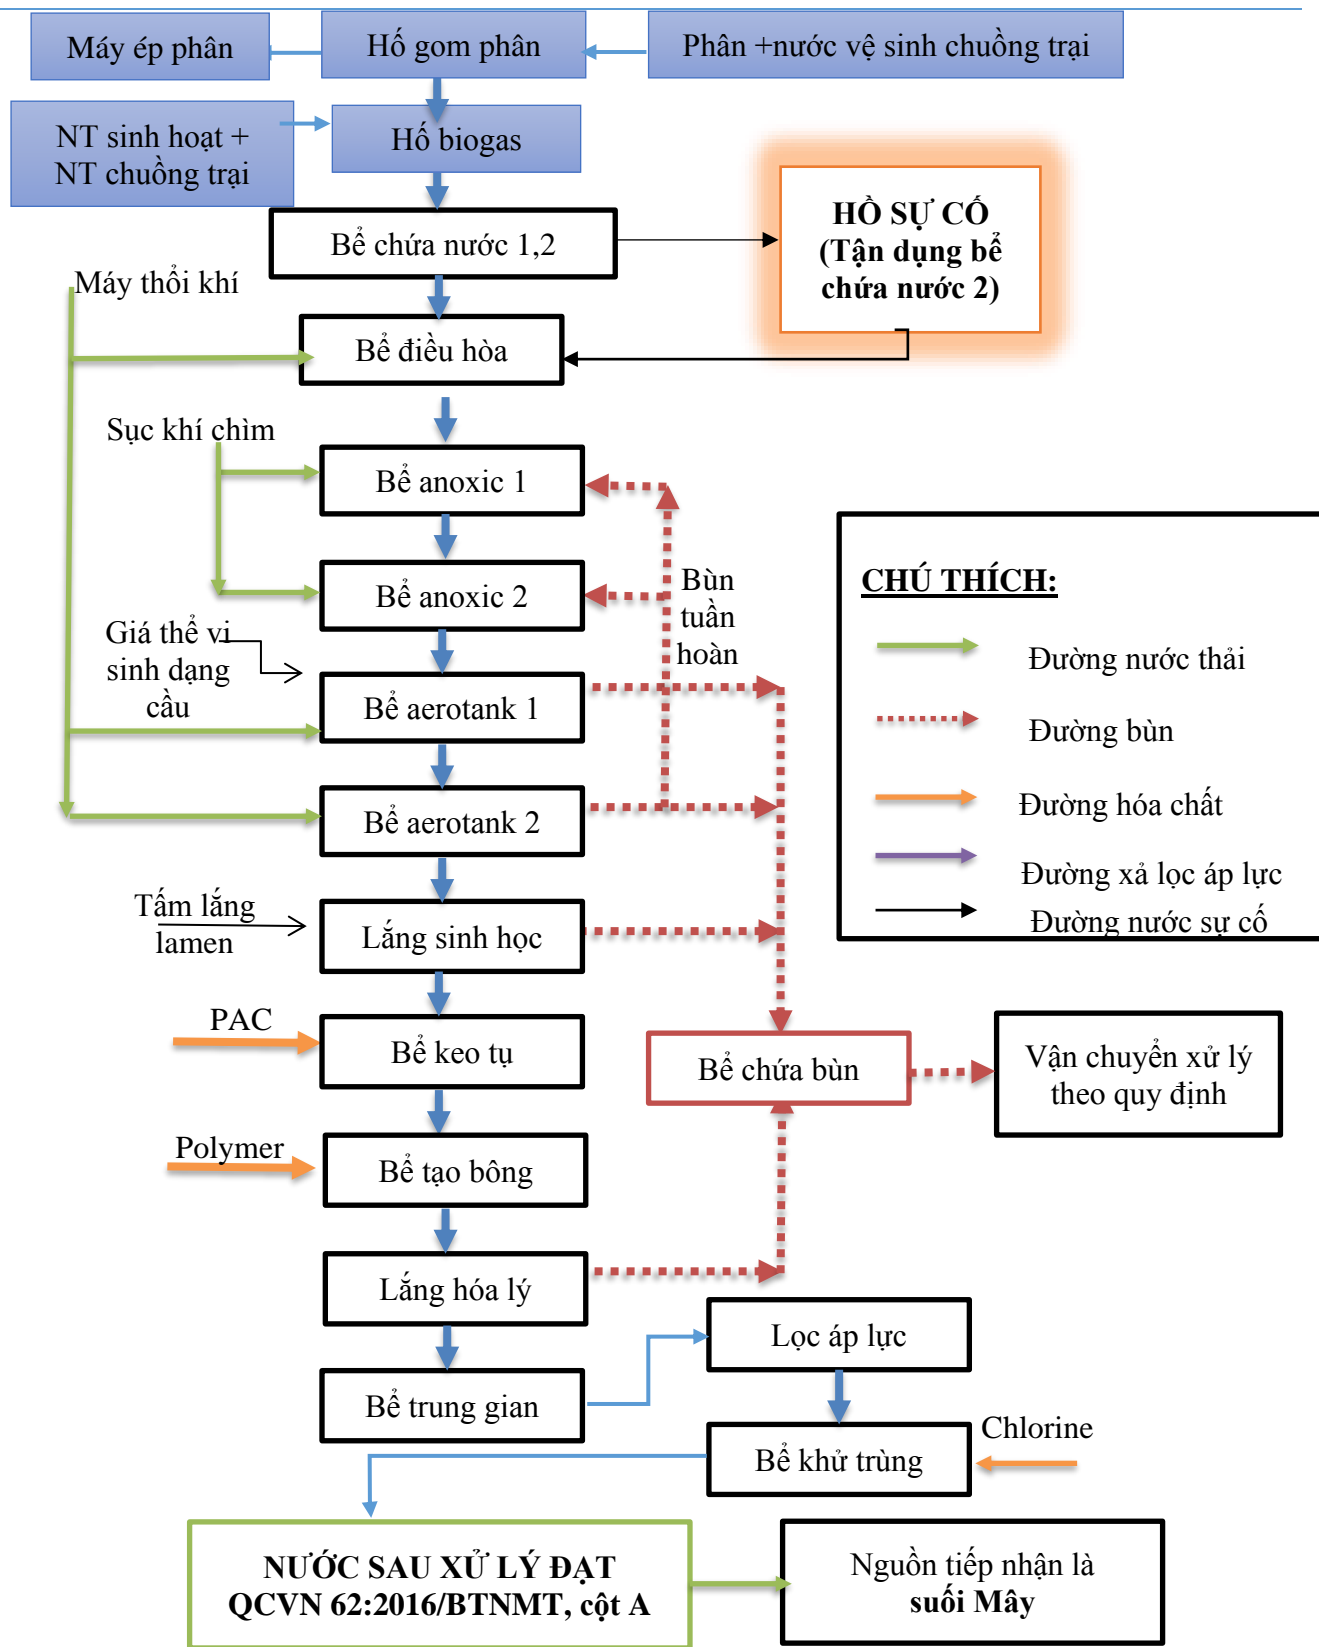 Máy ép phân
Hố gom phân
Phân +nước vệ sinh chuồng trại
NT sinh hoạt +
NT chuồng trại
Hố biogas
Bể chứa nước 1,2
HỒ SỰ CỐ
(Tận dụng bể
chứa nước 2)
Máy thổi khí
Bể điều hòa
Sục khí chìm
Bể anoxic 1
Bể anoxic 2
Bùn
tuần
hoàn
Giá thể vi
sinh dạng
cầu
Bể aerotank 1
Bể aerotank 2
CHÚ THÍCH:
Đường nước thải
Đường bùn
Đường hóa chất
Đường xả lọc áp lực
Đường nước sự cố
Tấm lắng
lamen
Lắng sinh học
PAC
Bể keo tụ
Bể chứa bùn
Vận chuyển xử lý
theo quy định
Polymer
Bể tạo bông
Lắng hóa lý
Lọc áp lực
Bể trung gian
Bể khử trùng
Chlorine
NƯỚC SAU XỬ LÝ ĐẠT
QCVN 62:2016/BTNMT, cột A
Nguồn tiếp nhận là
suối Mây